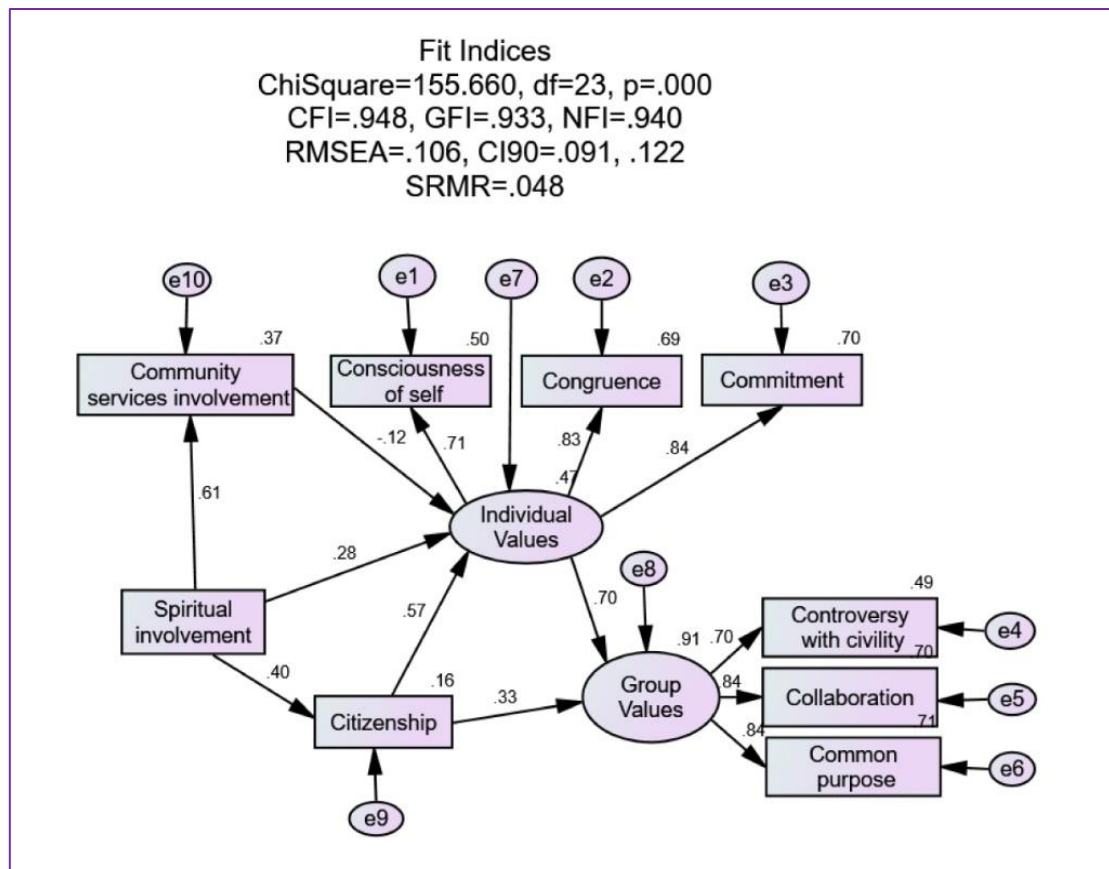 Fit Indices
ChiSquare=155.660, df=23, p=.000
CFI=.948, GFI=.933, NFI=.940
RMSEA=.106, CI90=.091, .122
SRMR=.048
e10
e1
e7
e2
e3
.37
.50
.69
.70
Community
services involvement
Consciousness
of self
Congruence
Commitment
-.12
.71
.83
.84
.47
.61
Individual
Values
.28
e8
.70
.49
Spiritual
involvement
.57
Controversy
with civility
e4
.91
.70
.70
.40
.16
.33
Group
Values
.84
Collaboration
e5
Citizenship
.71
.84
Common
purpose
e6
e9